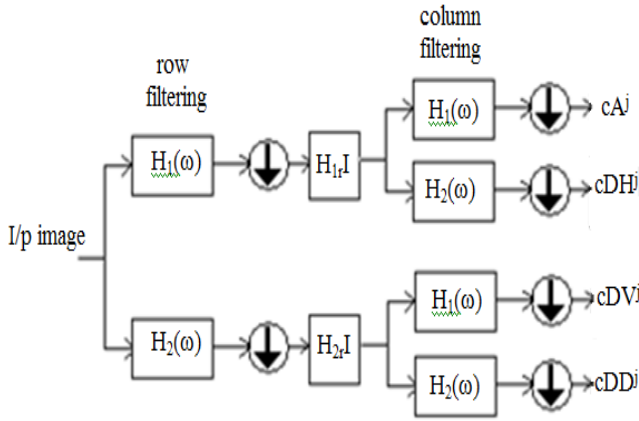 column
filtering
row
filtering
H₁(ω)
cAʲ
H₁(ω)
H₁ᵣI
H₂(ω)
cDHʲ
I/p image
H₁(ω)
cDVʲ
H₂(ω)
H₂ᵣI
H₂(ω)
cDDʲ